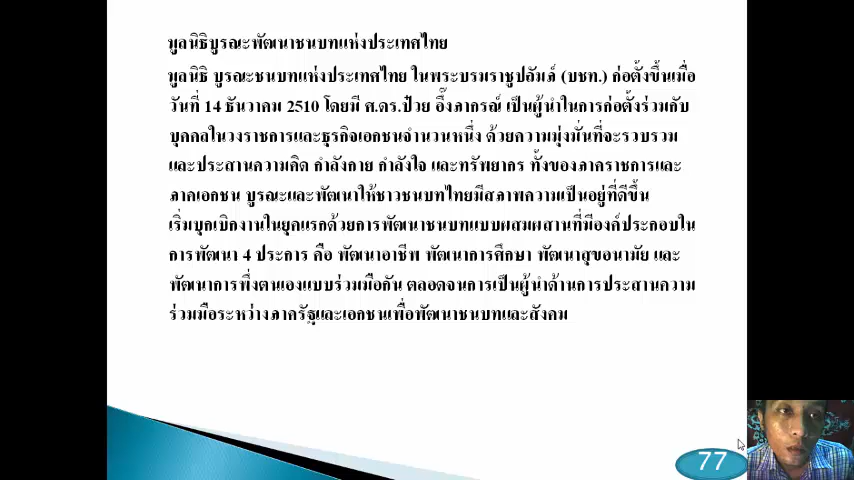 มูลนิธิบูรณะพัฒนาชนบทแห่งประเทศไทย
มูลนิธิ บูรณะชนบทแห่งประเทศไทย ในพระบรมราชูปถัมภ์ (บชท.) ก่อตั้งขึ้นเมื่อ
วันที่ 14 ธันวาคม 2510 โดยมี ศ.ดร.ป๋วย อึ๊งภากรณ์ เป็นผู้นำในการก่อตั้งร่วมกับ
บุคคลในวงราชการและธุรกิจเอกชนจำนวนหนึ่ง ด้วยความมุ่งมั่นที่จะรวบรวม
และประสานความคิด กำลังกาย กำลังใจ และทรัพยากร ทั้งของภาคราชการและ
ภาคเอกชน บูรณะและพัฒนาให้ชาวชนบทไทยมีสภาพความเป็นอยู่ที่ดีขึ้น
เริ่มบุกเบิกงานในยุคแรกด้วยการพัฒนาชนบทแบบผสมผสานที่มีองค์ประกอบใน
การพัฒนา 4 ประการ คือ พัฒนาอาชีพ พัฒนาการศึกษา พัฒนาสุขอนามัย และ
พัฒนาการพึ่งตนเองแบบร่วมมือกัน ตลอดจนการเป็นผู้นำด้านการประสานความ
ร่วมมือระหว่างภาครัฐและเอกชนเพื่อพัฒนาชนบทและสังคม
77